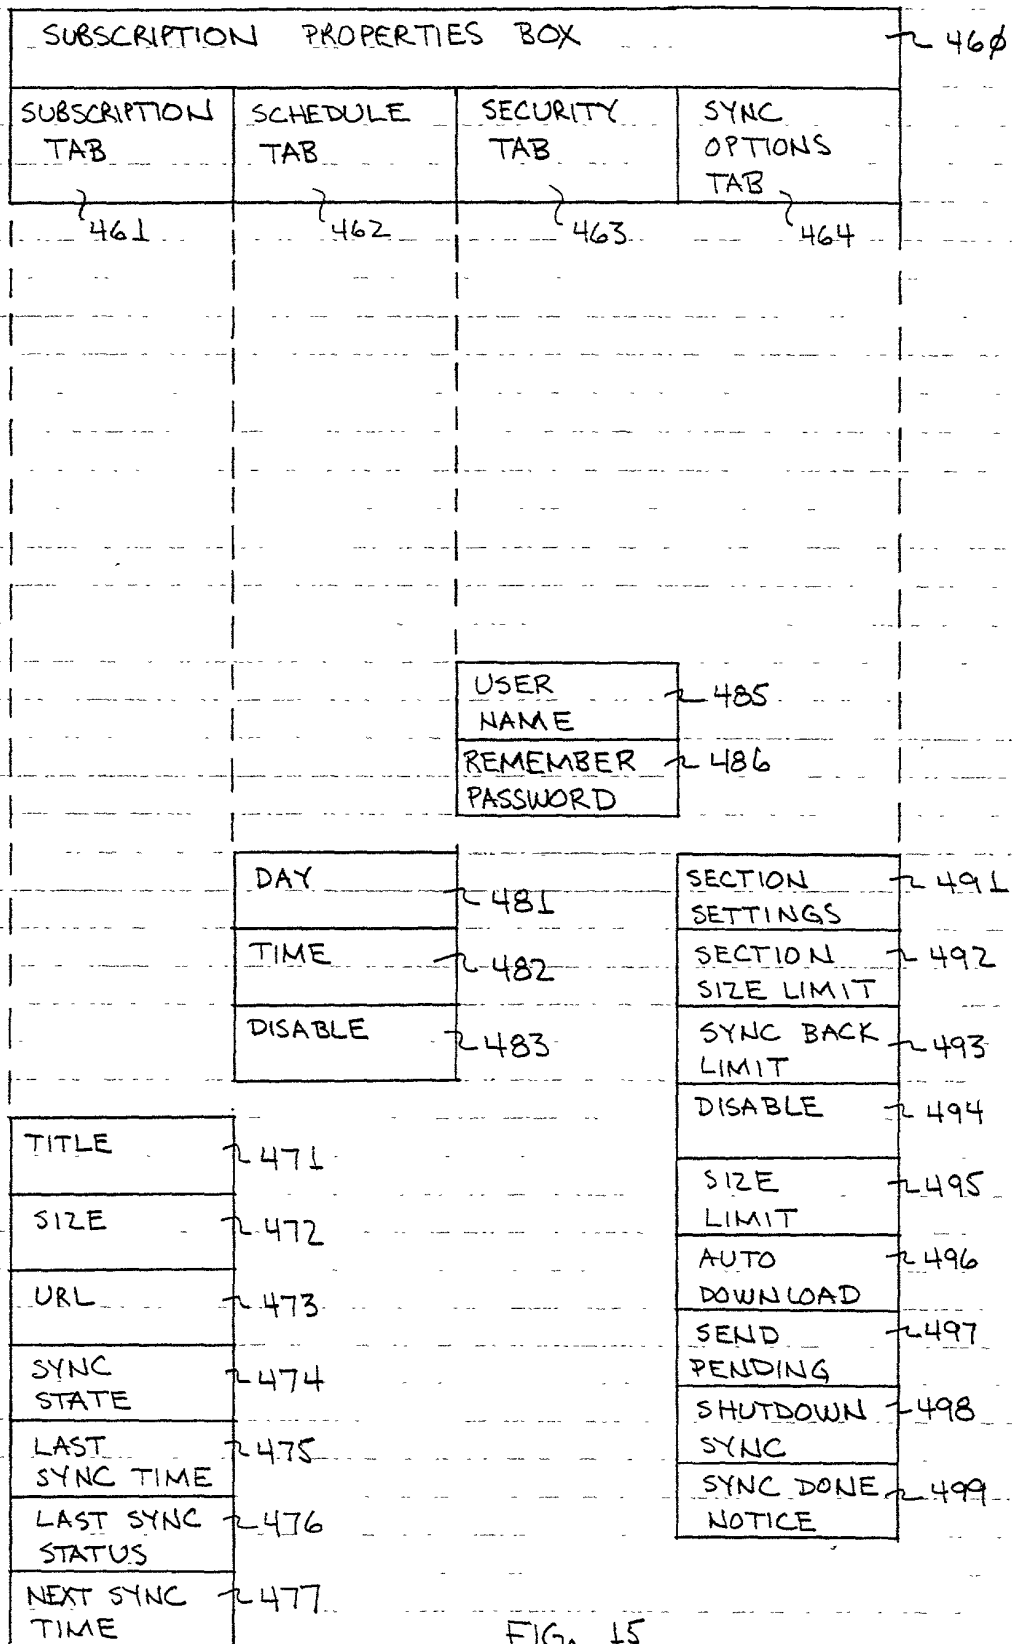 SUBSCRIPTION PROPERTIES BOX
460
SUBSCRIPTION
TAB
461
SCHEDULE
TAB
462
SECURITY
TAB
463
SYNC
OPTIONS
TAB
464
USER
NAME
485
REMEMBER
PASSWORD
486
DAY
481
TIME
482
DISABLE
483
SECTION
SETTINGS
491
SECTION
SIZE LIMIT
492
SYNC BACK
LIMIT
493
DISABLE
494
SIZE
LIMIT
495
AUTO
DOWNLOAD
496
SEND
PENDING
497
SHUTDOWN
SYNC
498
SYNC DONE
NOTICE
499
TITLE
471
SIZE
472
URL
473
SYNC
STATE
474
LAST
SYNC TIME
475
LAST SYNC
STATUS
476
NEXT SYNC
TIME
477
FIG. 15